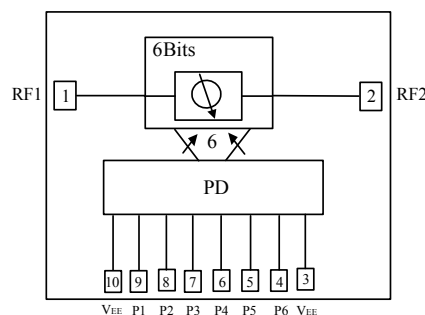 6Bits
RF1 1 2 RF2
6
PD
10 9 8 7 6 5 4 3
VEE P1 P2 P3 P4 P5 P6 VEE